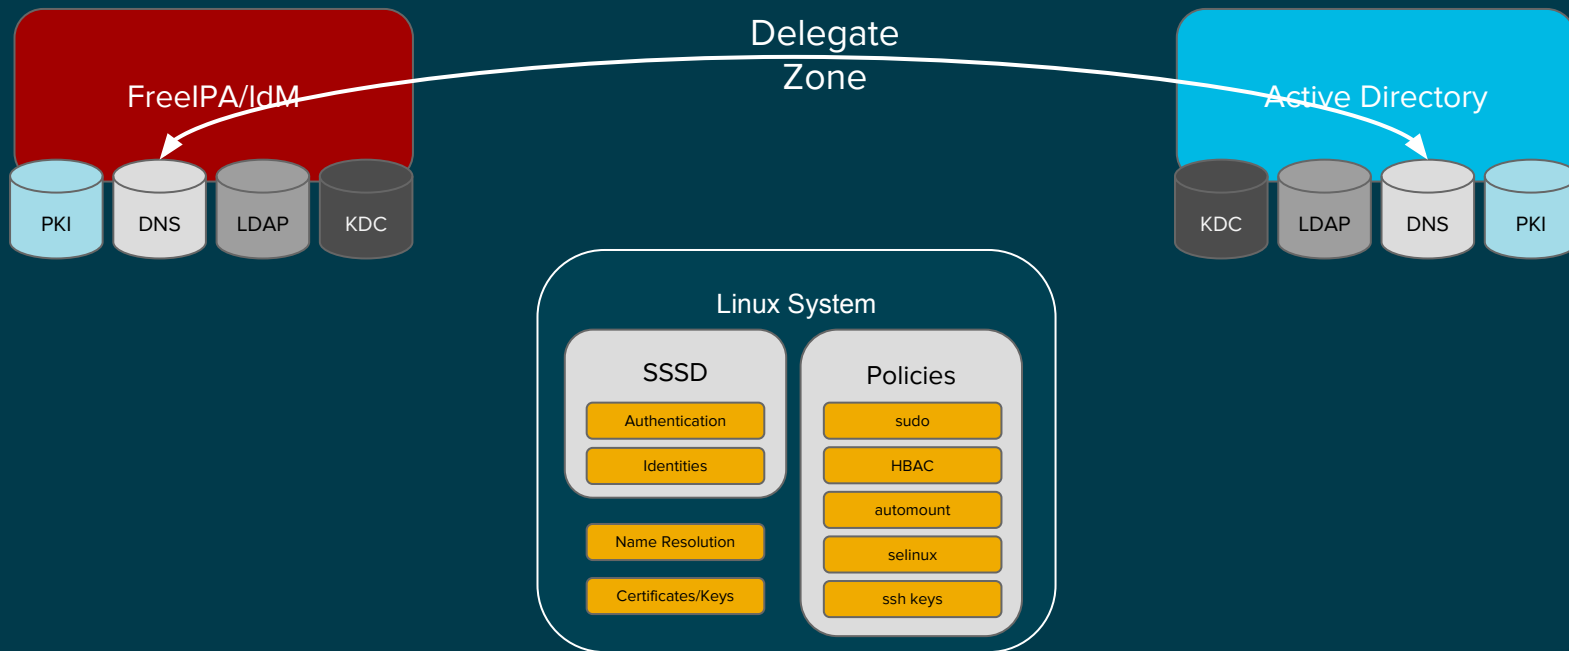 Delegate
Zone
FreeIPA/IdM
Active Directory
PKI
DNS
LDAP
KDC
KDC
LDAP
DNS
PKI
Linux System
SSSD
Authentication
Identities
Name Resolution
Certificates/Keys
Policies
sudo
HBAC
automount
selinux
ssh keys